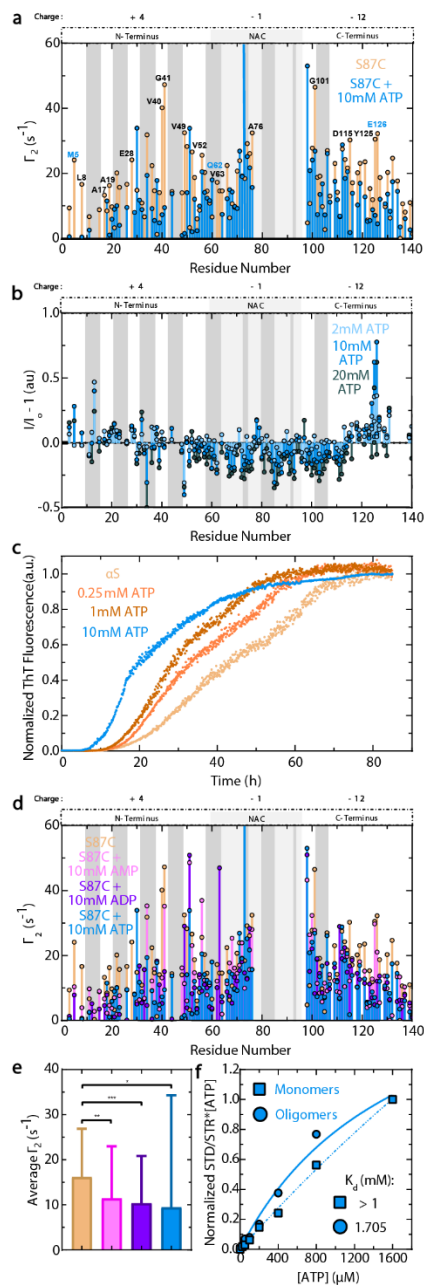 a
Charge : + 4 - 1 - 12
N-Terminus NAC C-Terminus
Γ2 (s-1)
60
40
20
0
G41
V40
M5
L8
A17
A19
E28
V49
V52
Q62
V63
A76
G101
D115
Y125
E126
S87C
S87C +
10mM ATP
0 20 40 60 80 100 120 140
Residue Number
b
Charge : + 4 - 1 - 12
N-Terminus NAC C-Terminus
I/I - 1 (au)
1.0
0.5
0.0
-0.5
2mM ATP
10mM
ATP
20mM
ATP
0 20 40 60 80 100 120 140
Residue Number
c
Normalized ThT Fluorescence(a.u.)
1.0
0.8
0.6
0.4
0.2
0.0
αS
0.25mM ATP
1mM ATP
10mM ATP
0 20 40 60 80
Time (h)
d
Charge : + 4 - 1 - 12
N-Terminus NAC C-Terminus
Γ2 (s-1)
60
40
20
0
S87C
S87C +
10mM AMP
S87C +
10mM ADP
S87C +
10mM ATP
0 20 40 60 80 100 120 140
Residue Number
e
Average Γ2 (s-1)
40
30
20
10
0
*
***
**
f
Normalized STD/STR*[ATP]
1.0
0.8
0.6
0.4
0.2
0.0
Monomers
Oligomers
Kd (mM):
> 1
1.705
0 400 800 1200 1600
[ATP] (μM)